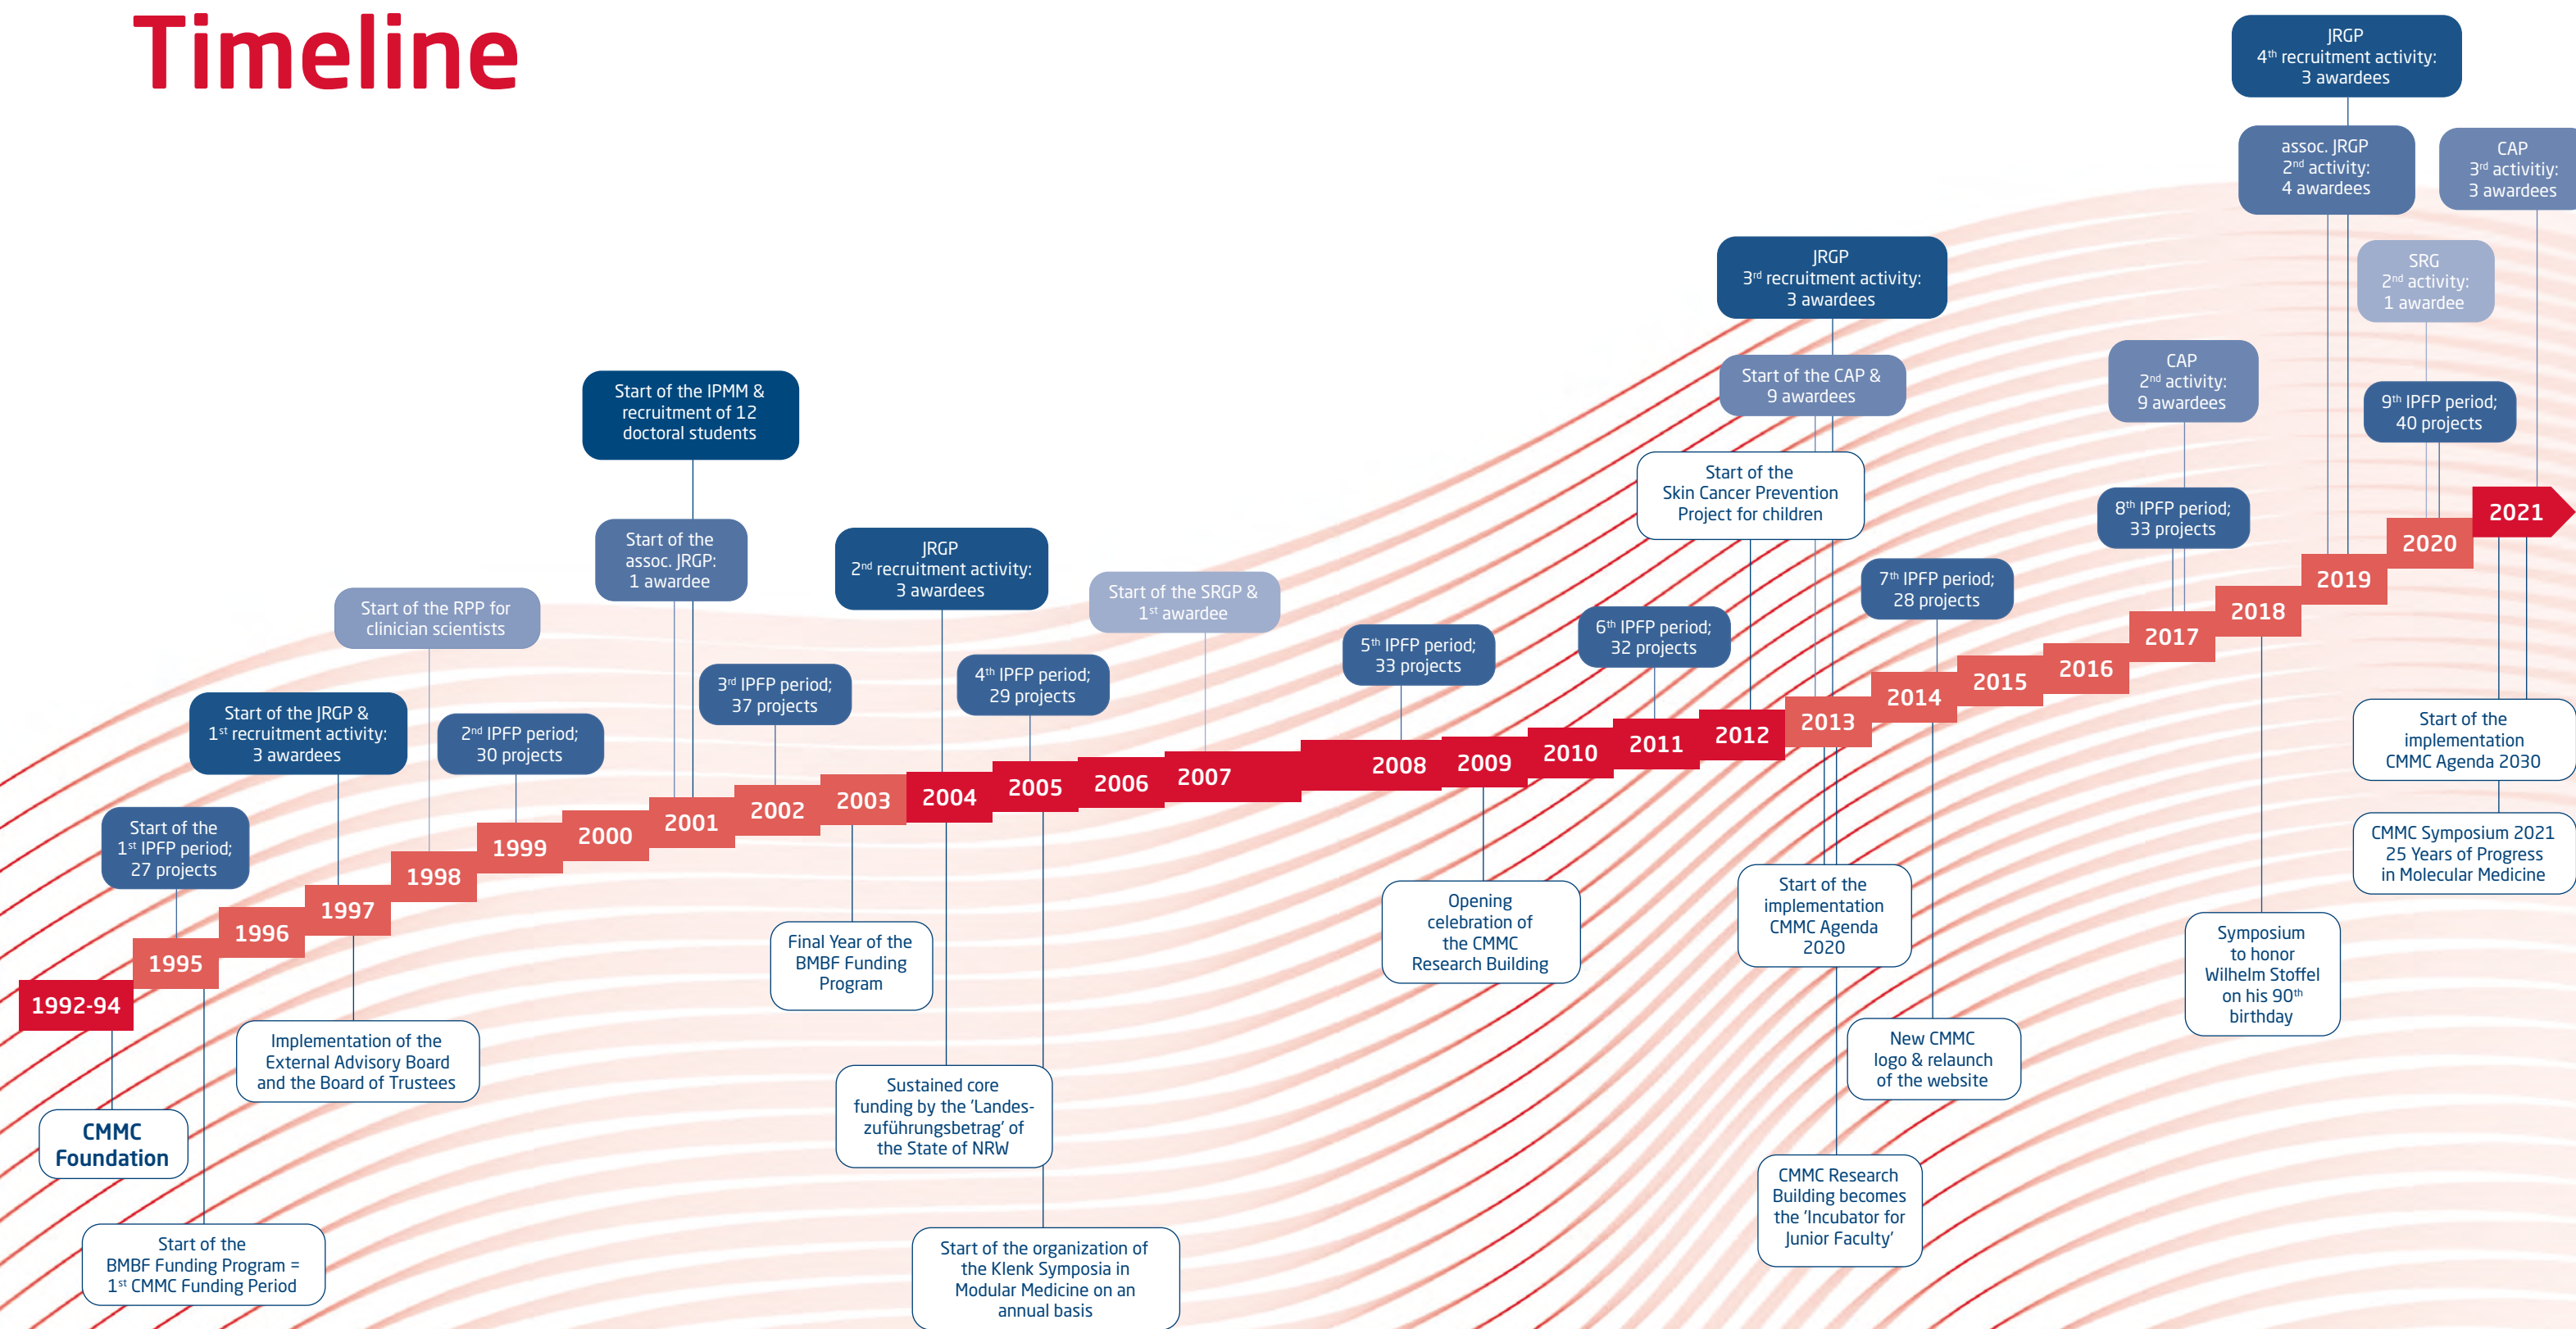 Timeline
JRGP
4th recruitment activity:
3 awardees
assoc. JRGP
2nd activity:
4 awardees
CAP
3rd activitiy:
3 awardees
JRGP
3rd recruitment activity:
3 awardees
SRG
2nd activity:
1 awardee
Start of the CAP &
9 awardees
CAP
2nd activity:
9 awardees
9th IPFP period;
40 projects
Start of the IPMM &
recruitment of 12
doctoral students
Start of the
Skin Cancer Prevention
Project for children
8th IPFP period;
33 projects
Start of the
assoc. JRGP:
1 awardee
JRGP
2nd recruitment activity:
3 awardees
Start of the SRGP &
1st awardee
7th IPFP period;
28 projects
Start of the RPP for
clinician scientists
6th IPFP period;
32 projects
5th IPFP period;
33 projects
4th IPFP period;
29 projects
3rd IPFP period;
37 projects
Start of the JRGP &
1st recruitment activity:
3 awardees
2nd IPFP period;
30 projects
Start of the
1st IPFP period;
27 projects
1992-94
1995
1996
1997
1998
1999
2000
2001
2002
2003
2004
2005
2006
2007
2008
2009
2010
2011
2012
2013
2014
2015
2016
2017
2018
2019
2020
2021
CMMC
Foundation
Start of the
BMBF Funding Program =
1st CMMC Funding Period
Implementation of the
External Advisory Board
and the Board of Trustees
Final Year of the
BMBF Funding
Program
Sustained core
funding by the 'Landes-
zuführungsbetrag' of
the State of NRW
Start of the organization of
the Klenk Symposia in
Modular Medicine on an
annual basis
Opening
celebration of
the CMMC
Research Building
Start of the
implementation
CMMC Agenda
2020
CMMC Research
Building becomes
the 'Incubator for
Junior Faculty'
New CMMC
logo & relaunch
of the website
Symposium
to honor
Wilhelm Stoffel
on his 90th
birthday
Start of the
implementation
CMMC Agenda 2030
CMMC Symposium 2021
25 Years of Progress
in Molecular Medicine